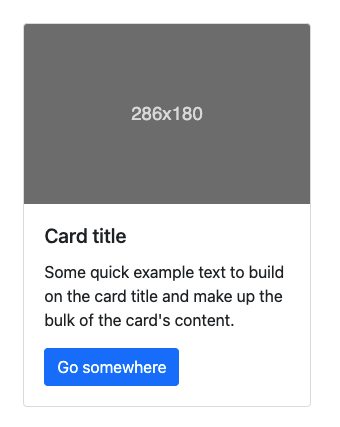 286x180
Card title
Some quick example text to build
on the card title and make up the
bulk of the card's content.
Go somewhere